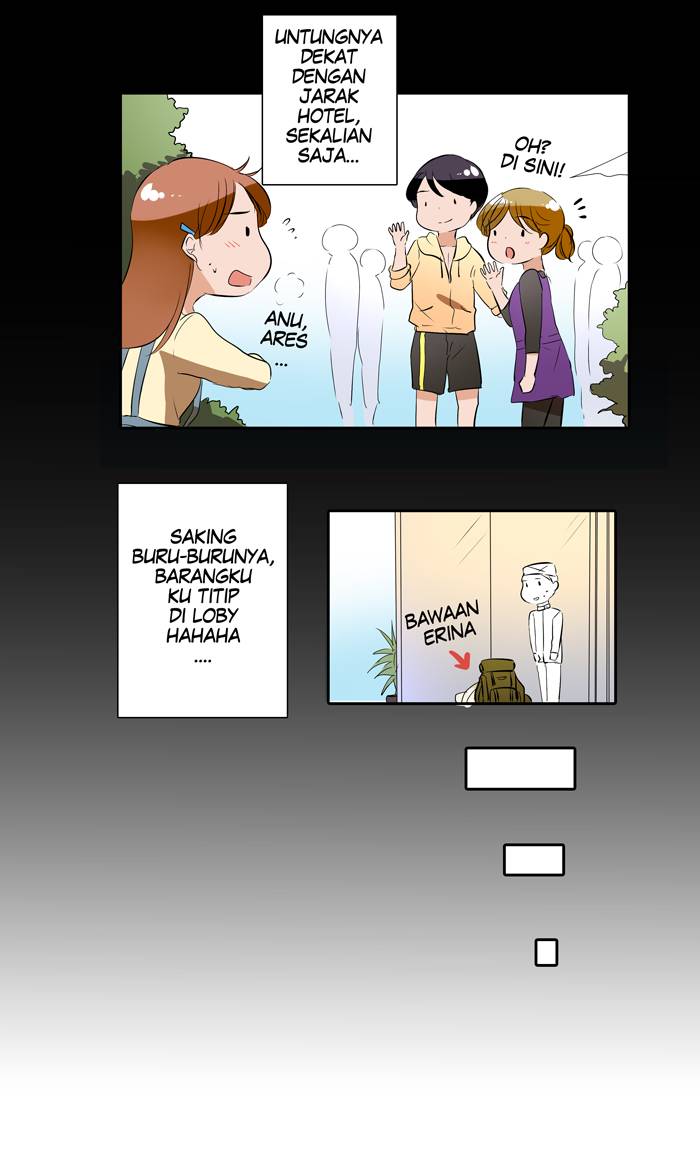 UNTUNGNYA
DEKAT
DENGAN
JARAK
HOTEL,
SEKALIAN
SAJA...
OH?
DI SINI!
ANU,
ARES
...
SAKING
BURU-BURUNYA,
BARANGKU
KU TITIP
DI LOBY
HAHAHA
....
BAWAAN
ERINA